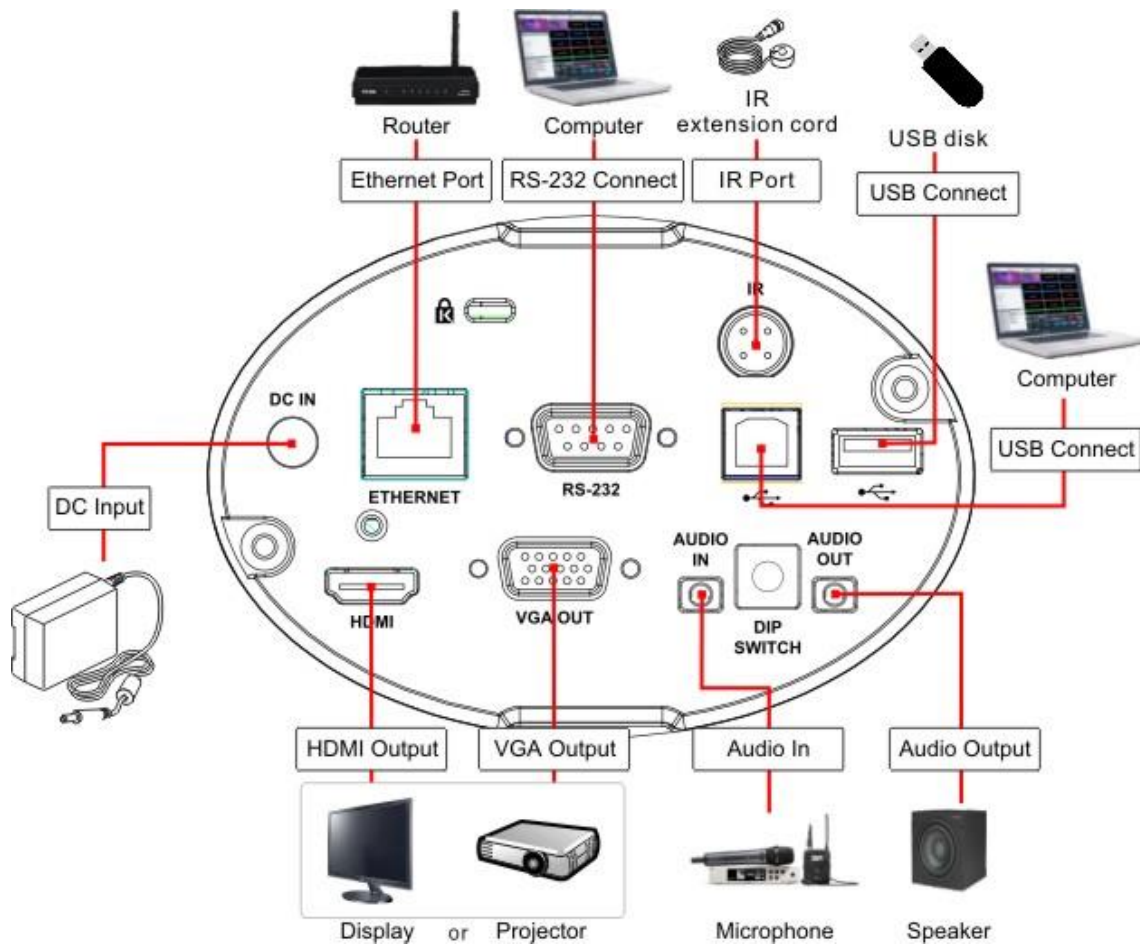 Router
Computer
IR
extension cord
USB disk
Ethernet Port
RS-232 Connect
IR Port
USB Connect
IR
K
Computer
DC IN
USB Connect
ETHERNET
RS-232
DC Input
AUDIO
IN
AUDIO
OUT
HDMI
VGA OUT
DIP
SWITCH
HDMI Output
VGA Output
Audio In
Audio Output
Display or Projector
Microphone
Speaker